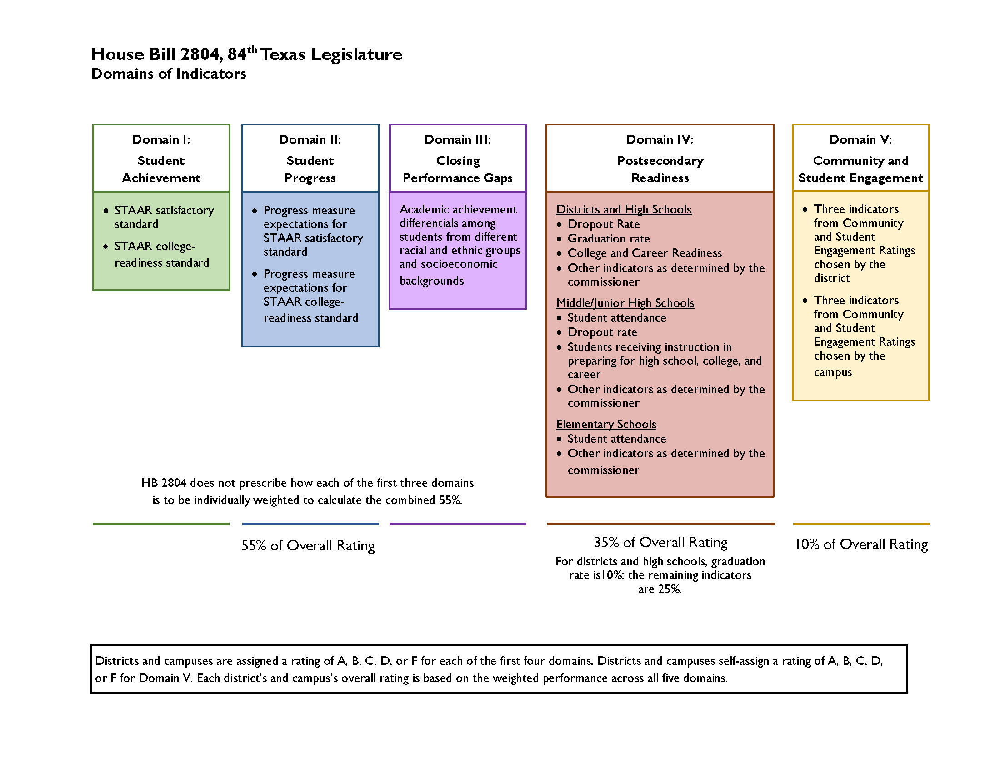 House Bill 2804, 84th Texas Legislature
Domains of Indicators
Domain I:
Student
Achievement
• STAAR satisfactory
standard
• STAAR college-
readiness standard
Domain II:
Student
Progress
• Progress measure
expectations for
STAAR satisfactory
standard
• Progress measure
expectations for
STAAR college-
readiness standard
Domain III:
Closing
Performance Gaps
Academic achievement
differentials among
students from different
racial and ethnic groups
and socioeconomic
backgrounds
Domain IV:
Postsecondary
Readiness
Districts and High Schools
• Dropout Rate
• Graduation rate
• College and Career Readiness
• Other indicators as determined by the
commissioner
Middle/Junior High Schools
• Student attendance
• Dropout rate
• Students receiving instruction in
preparing for high school, college, and
career
• Other indicators as determined by the
commissioner
Elementary Schools
• Student attendance
• Other indicators as determined by the
commissioner
Domain V:
Community and
Student Engagement
• Three indicators
from Community
and Student
Engagement Ratings
chosen by the
district
• Three indicators
from Community
and Student
Engagement Ratings
chosen by the
campus
HB 2804 does not prescribe how each of the first three domains
is to be individually weighted to calculate the combined 55%.
55% of Overall Rating
35% of Overall Rating
For districts and high schools, graduation
rate is10%; the remaining indicators
are 25%.
10% of Overall Rating
Districts and campuses are assigned a rating of A, B, C, D, or F for each of the first four domains. Districts and campuses self-assign a rating of A, B, C, D,
or F for Domain V. Each district's and campus's overall rating is based on the weighted performance across all five domains.